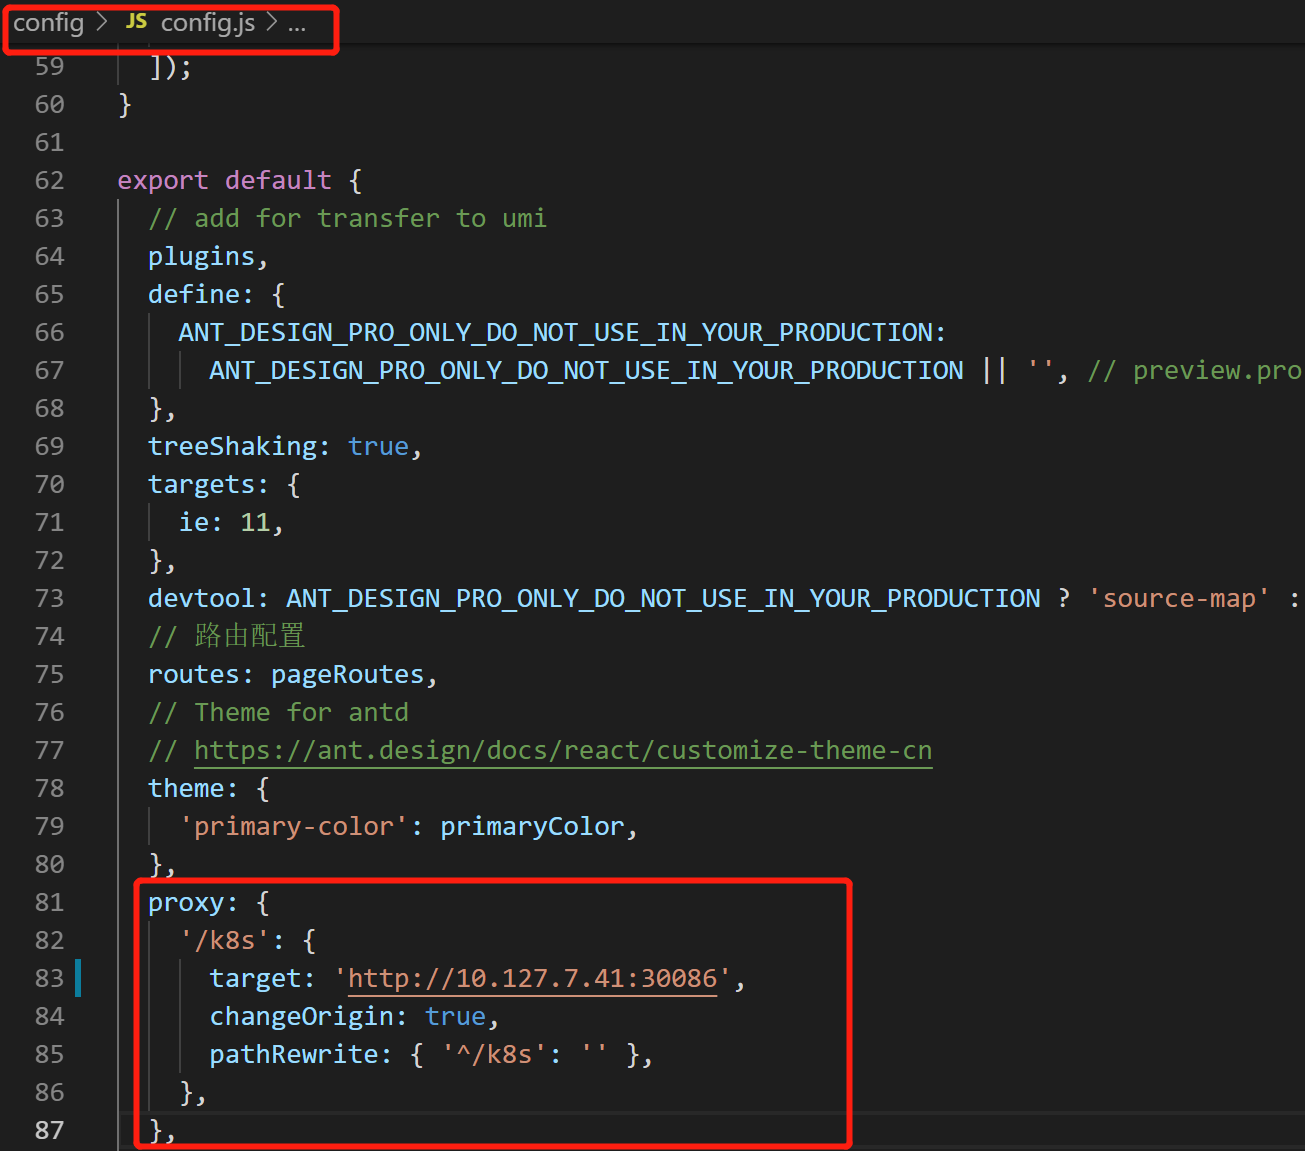 config > JS config.js > ...
59 ]);
60 }
61
62 export default {
63 // add for transfer to umi
64 plugins,
65 define: {
66 ANT_DESIGN_PRO_ONLY_DO_NOT_USE_IN_YOUR_PRODUCTION:
67 ANT_DESIGN_PRO_ONLY_DO_NOT_USE_IN_YOUR_PRODUCTION || '', // preview.pro
68 },
69 treeShaking: true,
70 targets: {
71 ie: 11,
72 },
73 devtool: ANT_DESIGN_PRO_ONLY_DO_NOT_USE_IN_YOUR_PRODUCTION ? 'source-map' :
74 // 路由配置
75 routes: pageRoutes,
76 // Theme for antd
77 // https://ant.design/docs/react/customize-theme-cn
78 theme: {
79 'primary-color': primaryColor,
80 },
81 proxy: {
82 '/k8s': {
83 target: 'http://10.127.7.41:30086',
84 changeOrigin: true,
85 pathRewrite: { '^/k8s': '' },
86 },
87 },